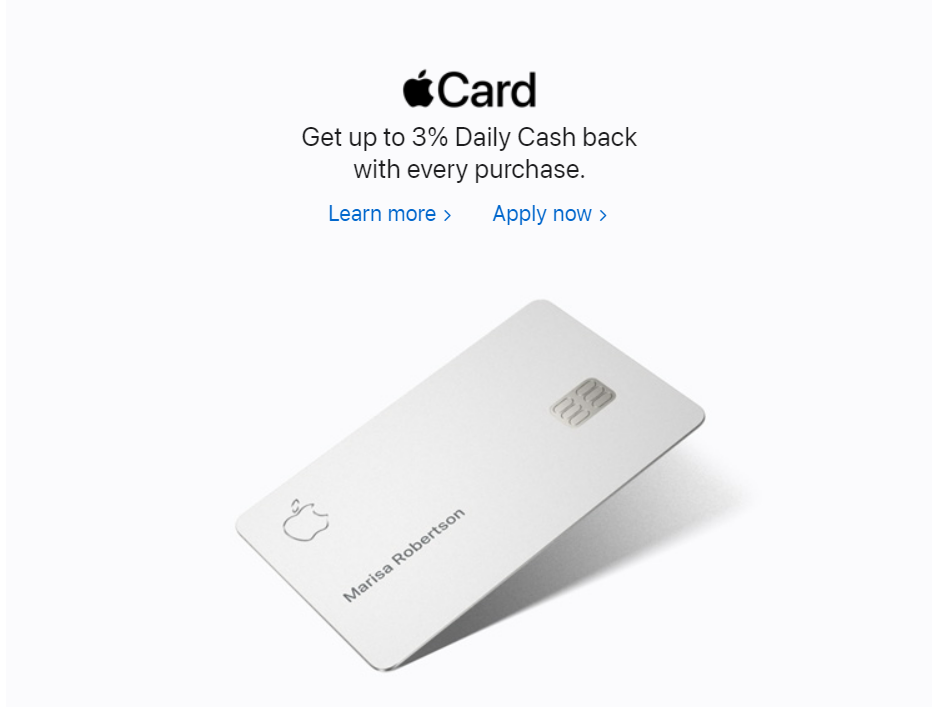 Card
Get up to 3% Daily Cash back
with every purchase.
Learn more >
Apply now >
Marisa Robertson